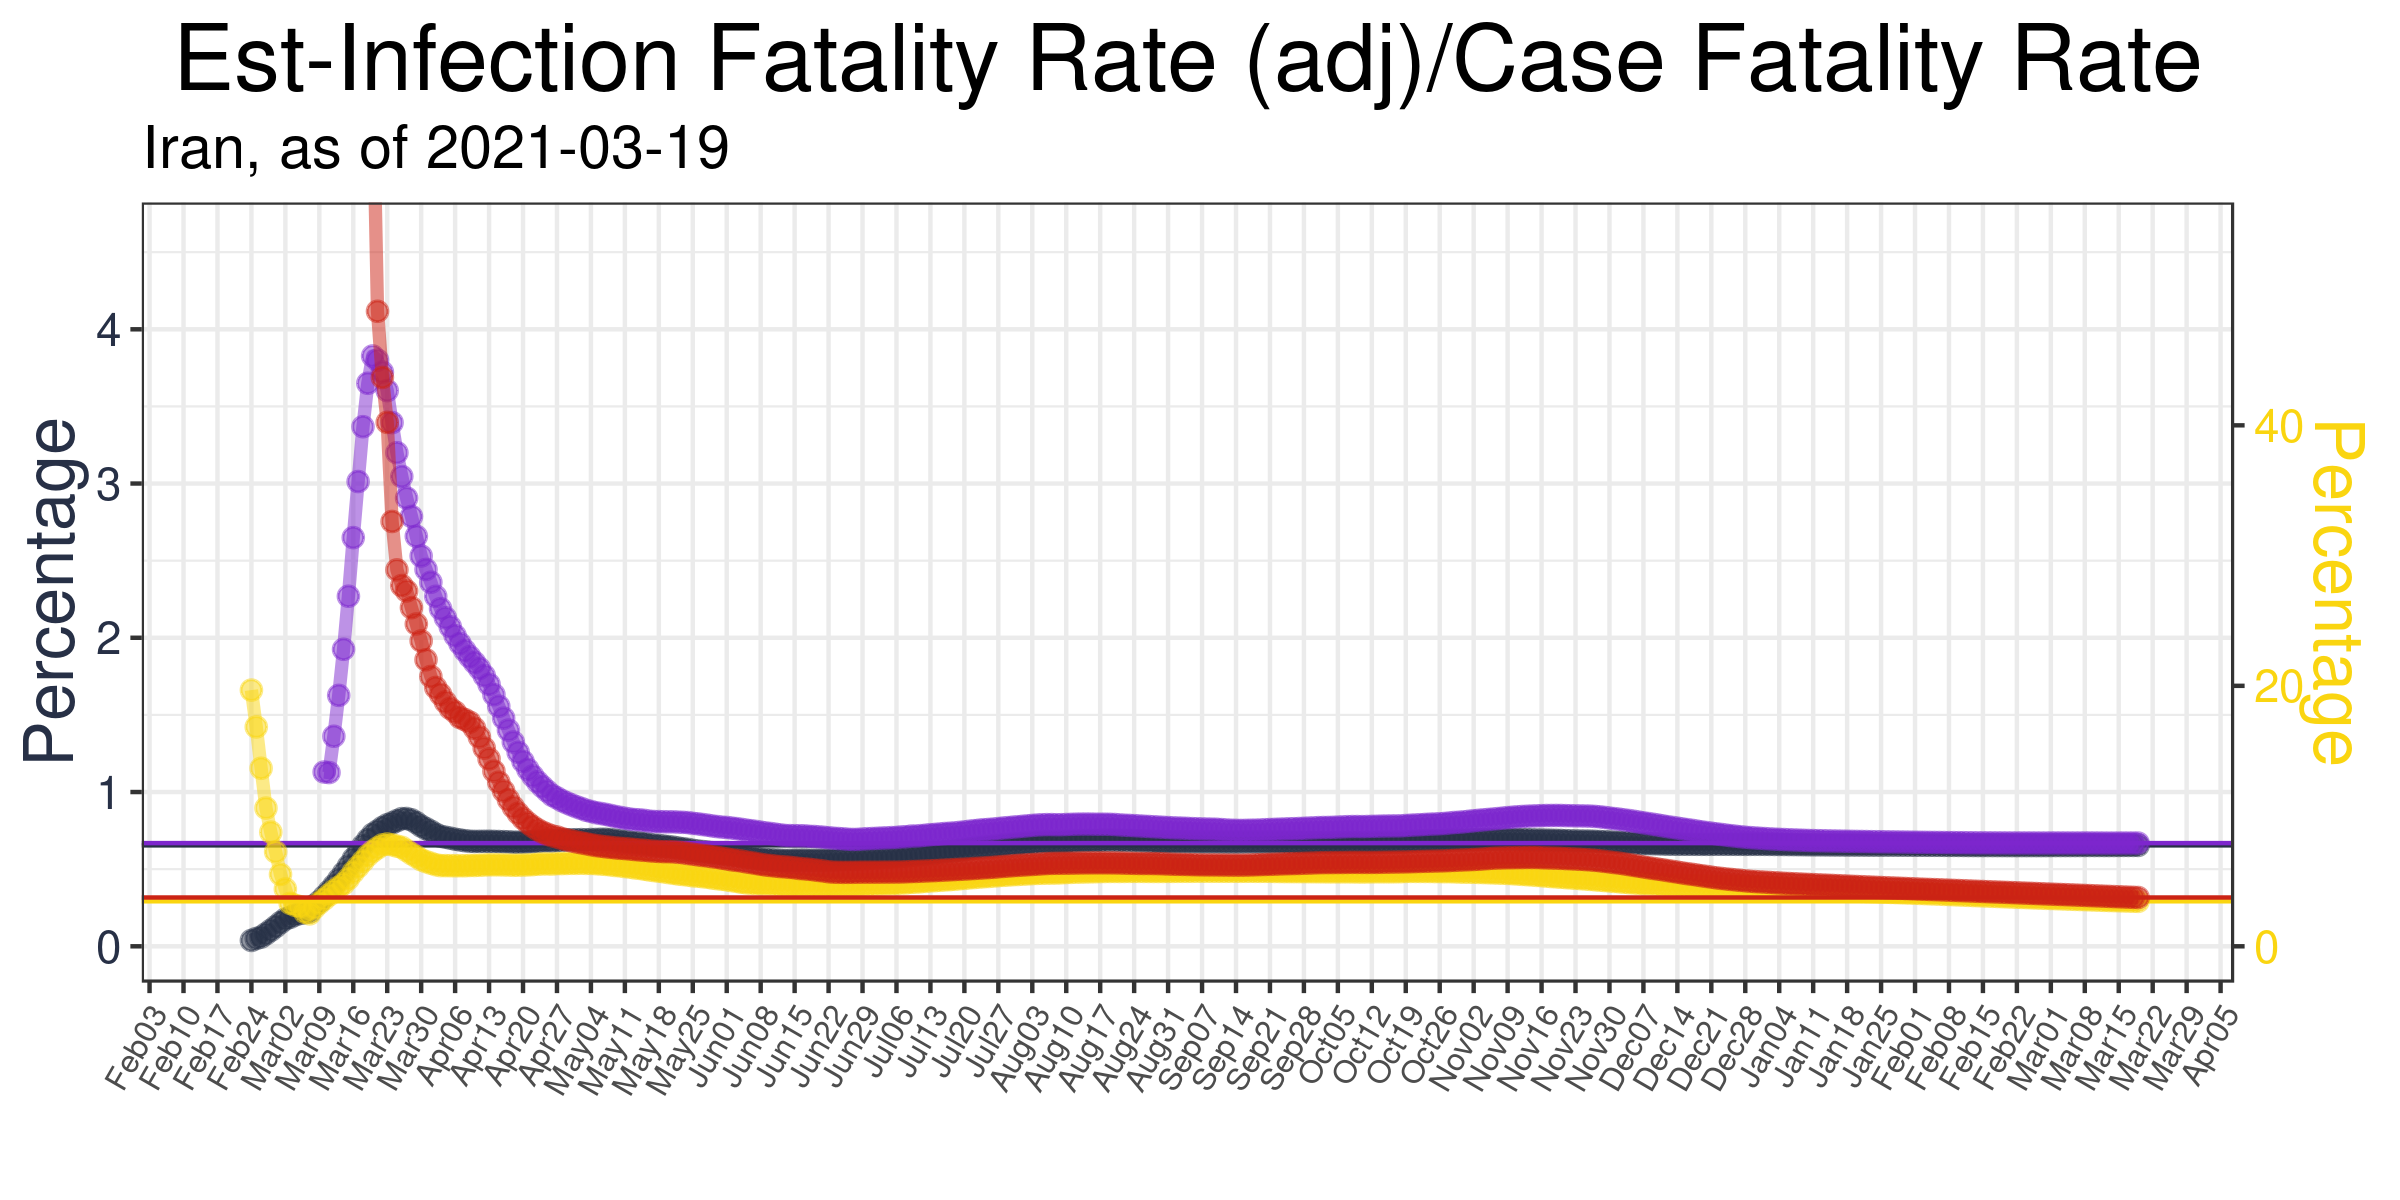 Est-Infection Fatality Rate (adj)/Case Fatality Rate
Iran, as of 2021-03-19
Percentage
4
3
2
1
0
Percentage
40
20
0
Feb03
Feb10
Feb17
Feb24
Mar02
Mar09
Mar16
Mar23
Mar30
Apr06
Apr13
Apr20
Apr27
May04
May11
May18
May25
Jun01
Jun08
Jun15
Jun22
Jun29
Jul06
Jul13
Jul20
Jul27
Aug03
Aug10
Aug17
Aug24
Aug31
Sep07
Sep14
Sep21
Sep28
Oct05
Oct12
Oct19
Oct26
Nov02
Nov09
Nov16
Nov23
Nov30
Dec07
Dec14
Dec21
Dec28
Jan04
Jan11
Jan18
Jan25
Feb01
Feb08
Feb15
Feb22
Mar01
Mar08
Mar15
Mar22
Mar29
Apr05